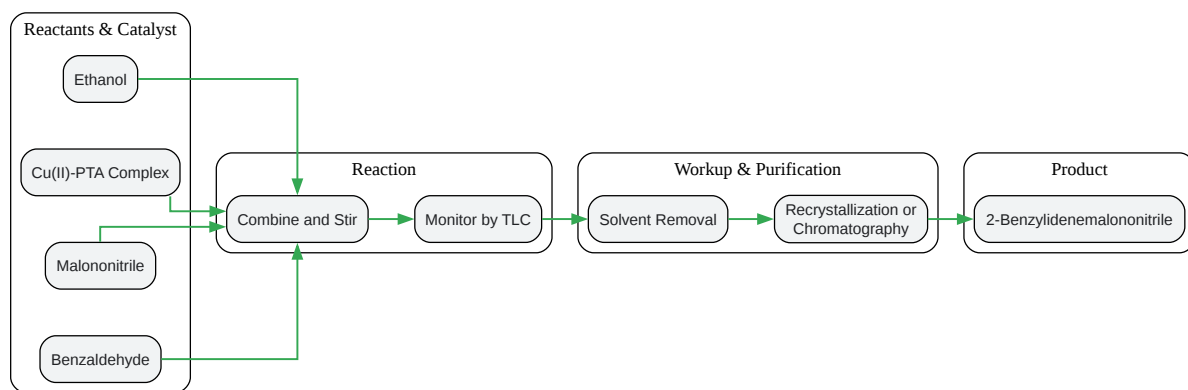 Reactants & Catalyst
Ethanol
Cu(II)-PTA Complex
Malononitrile
Benzaldehyde
Reaction
Combine and Stir
Monitor by TLC
Workup & Purification
Solvent Removal
Recrystallization or
Chromatography
Product
2-Benzylidenemalononitrile